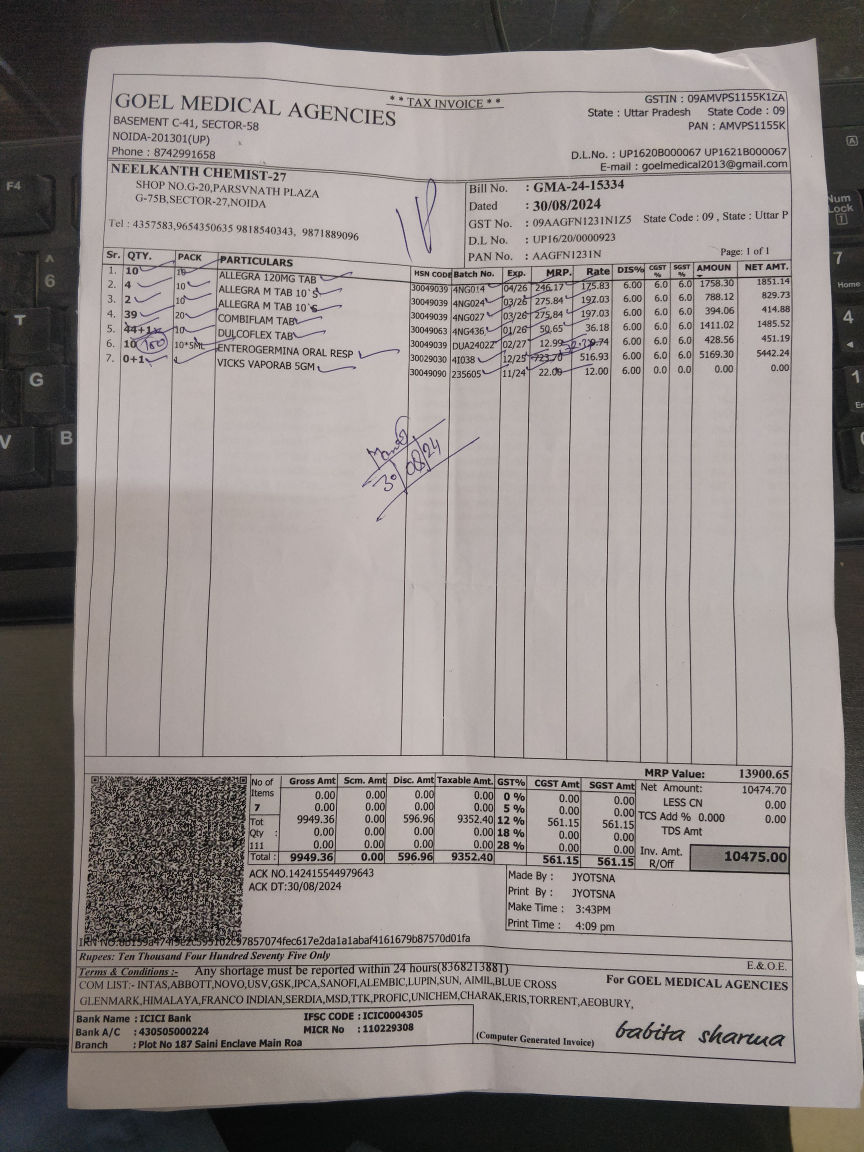 * * TAX INVOICE * *
GOEL MEDICAL AGENCIES
BASEMENT C-41, SECTOR-58
NOIDA-201301(UP)
Phone : 8742991658
GSTIN : 09AMVPS1155K1ZA
State : Uttar Pradesh State Code : 09
PAN : AMVPS1155K
D.L.No. : UP1620B000067 UP1621B000067
E-mail : goelmedical2013@gmail.com
NEELKANTH CHEMIST-27
SHOP NO.G-20,PARSVNATH PLAZA
G-75B,SECTOR-27,NOIDA
Tel : 4357583,9654350635 9818540343, 9871889096
Bill No. : GMA-24-15334
Dated : 30/08/2024
GST No. : 09AAGFN1231N1Z5 State Code : 09 , State : Uttar P
D.L No. : UP16/20/0000923
PAN No. : AAGFN1231N
Page: 1 of 1
Sr. QTY. PACK PARTICULARS HSN CODE Batch No. Exp. MRP. Rate DIS% CGST % SGST % AMOUN NET AMT.
1. 10 10 ALLEGRA 120MG TAB 30049039 4NG014 04/26 246.17 175.83 6.00 6.0 6.0 1758.30 1851.14
2. 4 10 ALLEGRA M TAB 10`S 30049039 4NG024 03/26 275.84 197.03 6.00 6.0 6.0 788.12 829.73
3. 2 10 ALLEGRA M TAB 10`S 30049039 4NG027 03/26 275.84 197.03 6.00 6.0 6.0 394.06 414.88
4. 39 20 COMBIFLAM TAB 30049063 4NG436 01/26 50.65 36.18 6.00 6.0 6.0 1411.02 1485.52
5. 44+1 10 DULCOFLEX TAB 30049039 DUA2402Z 02/27 12.99 9.74 6.00 6.0 6.0 428.56 451.19
6. 10 10*5ML ENTEROGERMINA ORAL RESP 30029030 4I038 12/25 516.93 6.00 6.0 6.0 5169.30 5442.24
7. 0+1 VICKS VAPORAB 5GM 30049090 235605 11/24 22.00 12.00 6.00 6.0 6.0 0.00 0.00
30/08/24
MRP Value: 13900.65
No of Items 7 Gross Amt Scm. Amt Disc. Amt Taxable Amt. GST% CGST Amt SGST Amt
0.00 0.00 0.00 0.00 0 % 0.00 0.00
0.00 0.00 0.00 0.00 5 % 0.00 0.00
Tot Qty : 111 9949.36 0.00 596.96 9352.40 12 % 561.15 561.15
0.00 0.00 0.00 0.00 18 % 0.00 0.00
0.00 0.00 0.00 0.00 28 % 0.00 0.00
Total : 9949.36 0.00 596.96 9352.40 561.15 561.15
Net Amount: 10474.70
LESS CN 0.00
TCS Add % 0.000 0.00
TDS Amt
Inv. Amt. R/Off 10475.00
ACK NO.142415544979643
ACK DT:30/08/2024
Made By : JYOTSNA
Print By : JYOTSNA
Make Time : 3:43PM
Print Time : 4:09 pm
Rupees: Ten Thousand Four Hundred Seventy Five Only
E.&O.E.
Terms & Conditions :- Any shortage must be reported within 24 hours(8368213881)
COM LIST:- INTAS,ABBOTT,NOVO,USV,GSK,IPCA,SANOFI,ALEMBIC,LUPIN,SUN, AIMIL,BLUE CROSS
GLENMARK,HIMALAYA,FRANCO INDIAN,SERDIA,MSD,TTK,PROFIC,UNICHEM,CHARAK,ERIS,TORRENT,AEOBURY,
For GOEL MEDICAL AGENCIES
Bank Name : ICICI Bank IFSC CODE : ICIC0004305
Bank A/C : 430505000224 MICR No : 110229308
Branch : Plot No 187 Saini Enclave Main Roa
(Computer Generated Invoice)
babita sharma
F4
6
T
G
V
B
Num Lock
7
Home
4
1